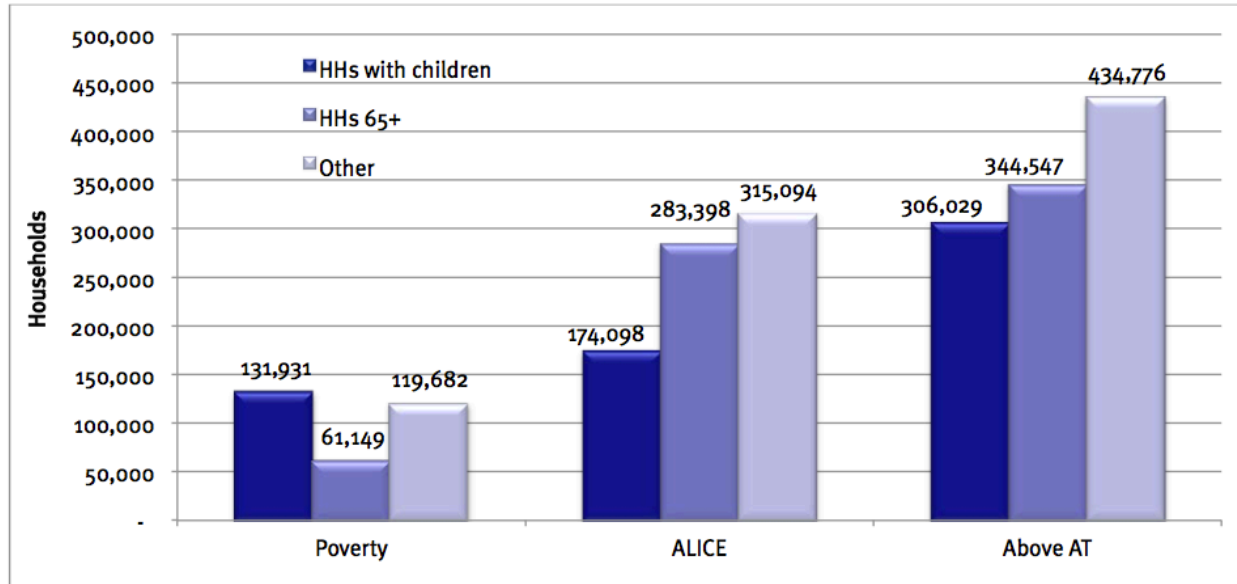 500,000
450,000
400,000
350,000
300,000
250,000
200,000
150,000
100,000
50,000
-
Households
HHs with children
HHs 65+
Other
131,931
61,149
119,682
174,098
283,398
315,094
306,029
344,547
434,776
Poverty
ALICE
Above AT